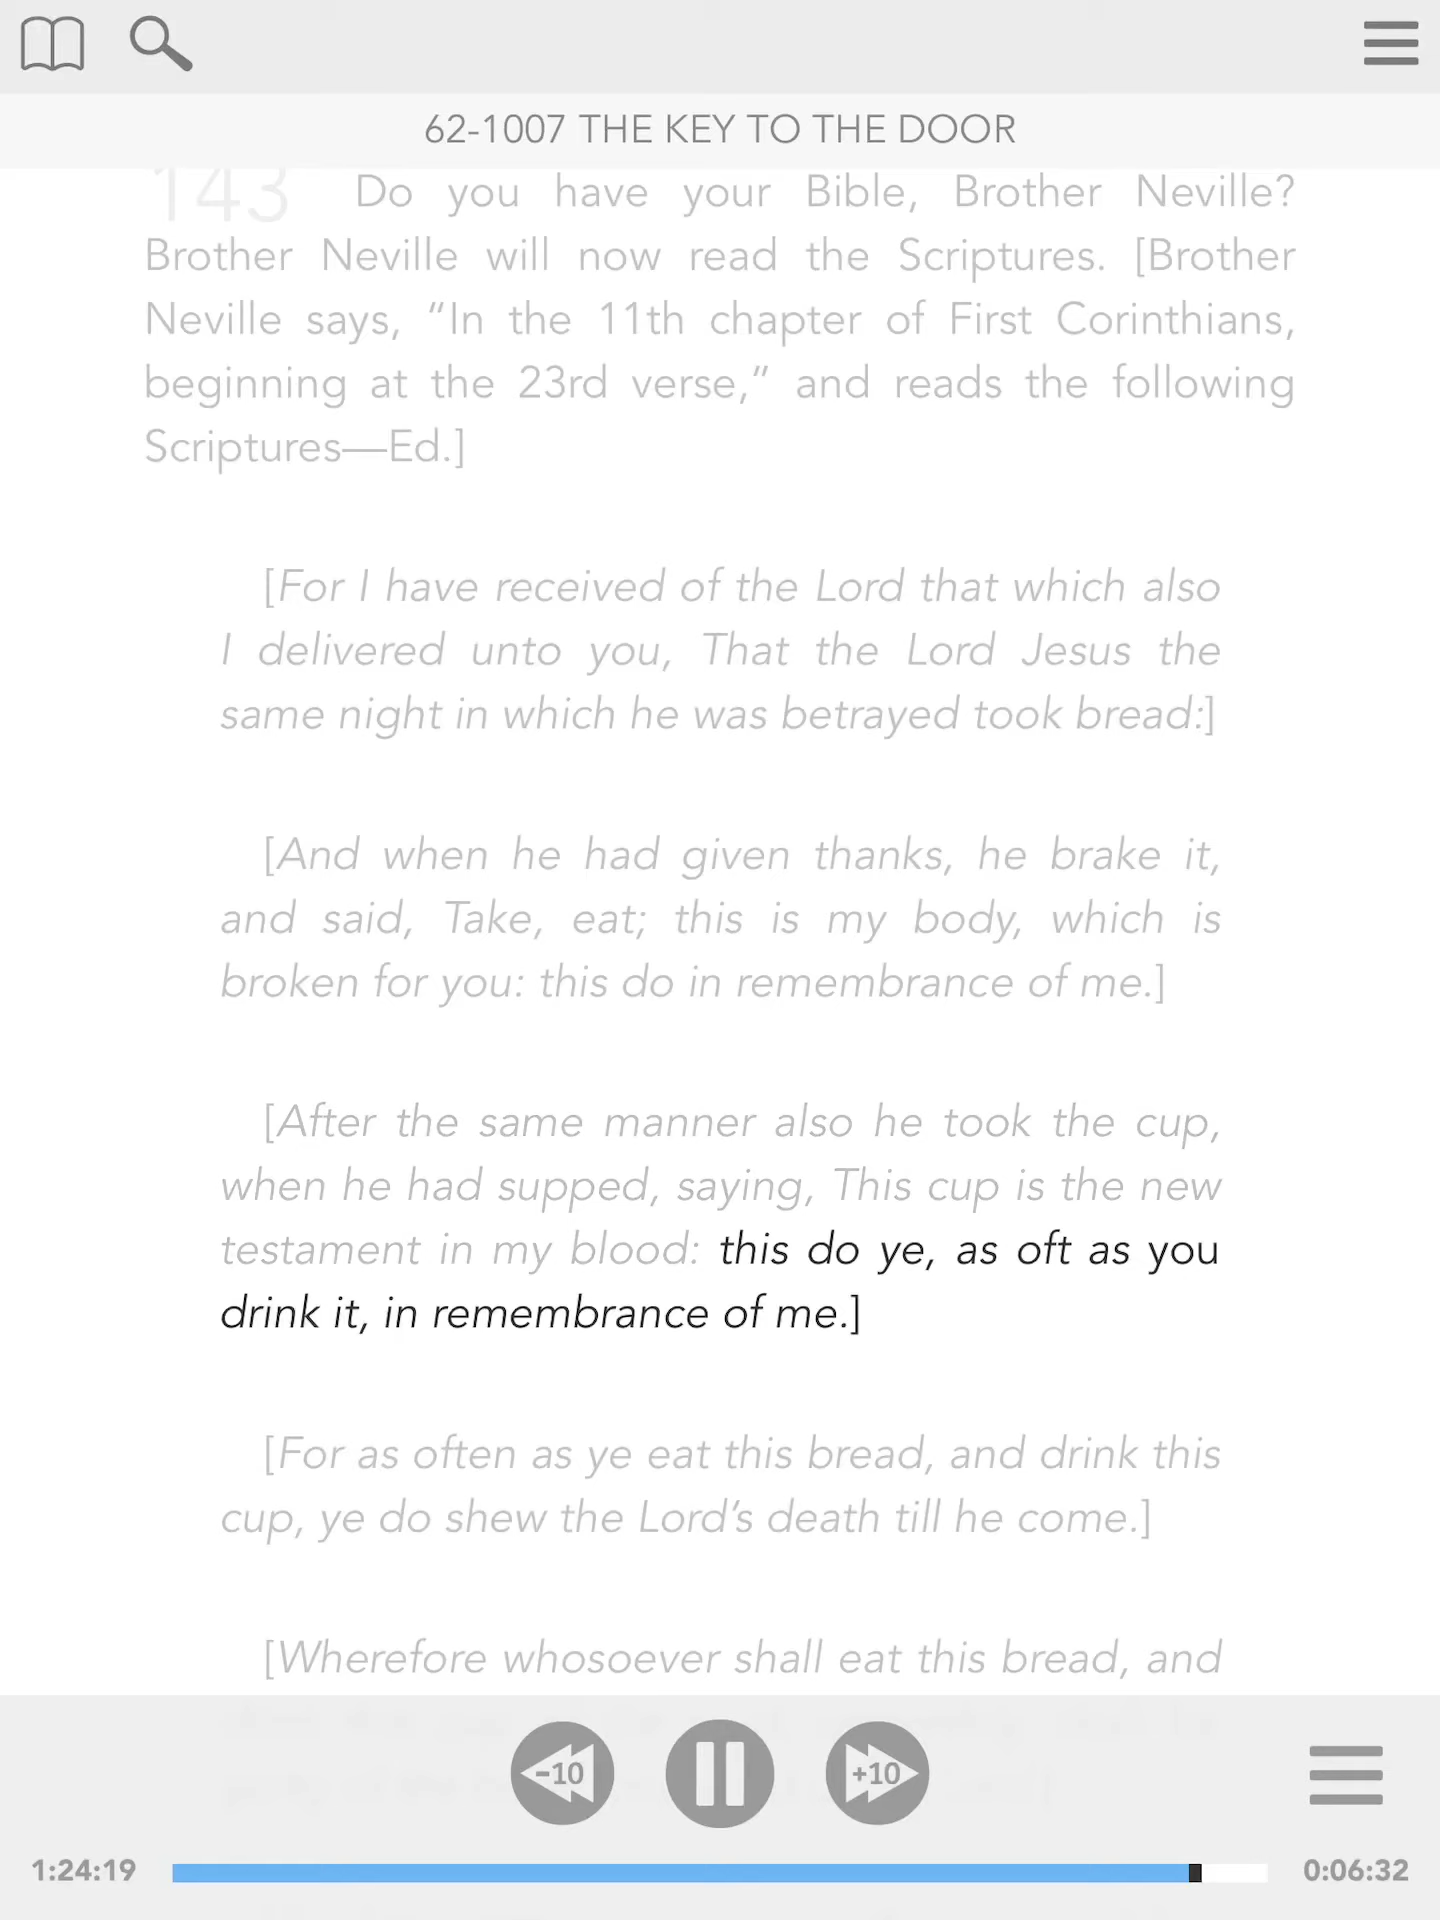 62-1007 THE KEY TO THE DOOR
143 Do you have your Bible, Brother Neville?
Brother Neville will now read the Scriptures. [Brother
Neville says, “In the 11th chapter of First Corinthians,
beginning at the 23rd verse,” and reads the following
Scriptures—Ed.]
[For I have received of the Lord that which also
I delivered unto you, That the Lord Jesus the
same night in which he was betrayed took bread:]
[And when he had given thanks, he brake it,
and said, Take, eat; this is my body, which is
broken for you: this do in remembrance of me.]
[After the same manner also he took the cup,
when he had supped, saying, This cup is the new
testament in my blood: this do ye, as oft as you
drink it, in remembrance of me.]
[For as often as ye eat this bread, and drink this
cup, ye do shew the Lord’s death till he come.]
[Wherefore whosoever shall eat this bread, and
-10 +10
1:24:19 0:06:32